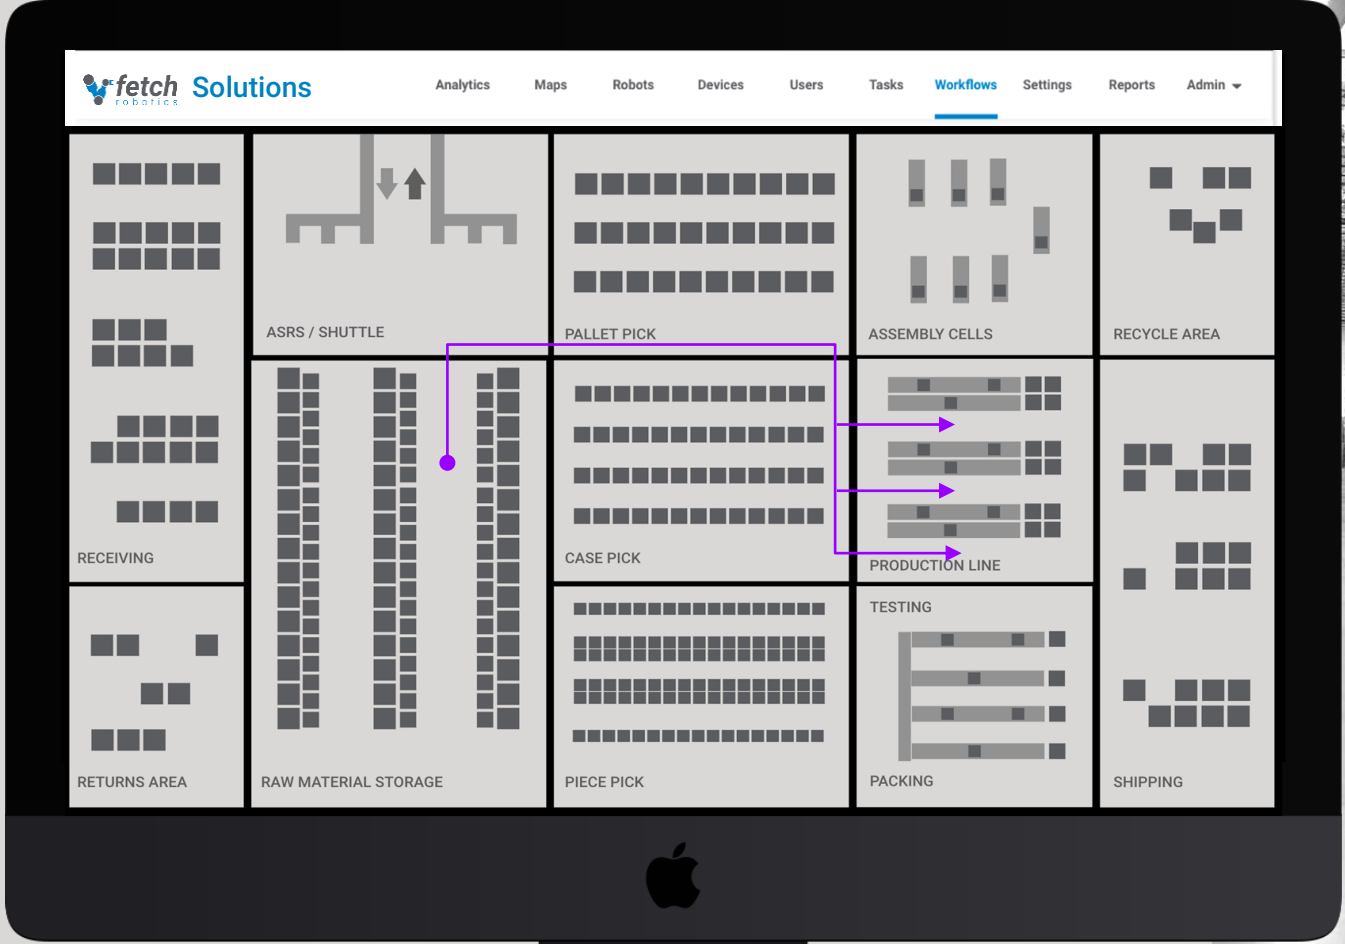 fetch
robotics
Solutions
Analytics Maps Robots Devices Users Tasks Workflows Settings Reports Admin
ASRS / SHUTTLE
PALLET PICK
ASSEMBLY CELLS
RECYCLE AREA
RECEIVING
CASE PICK
PRODUCTION LINE
TESTING
RETURNS AREA
RAW MATERIAL STORAGE
PIECE PICK
PACKING
SHIPPING